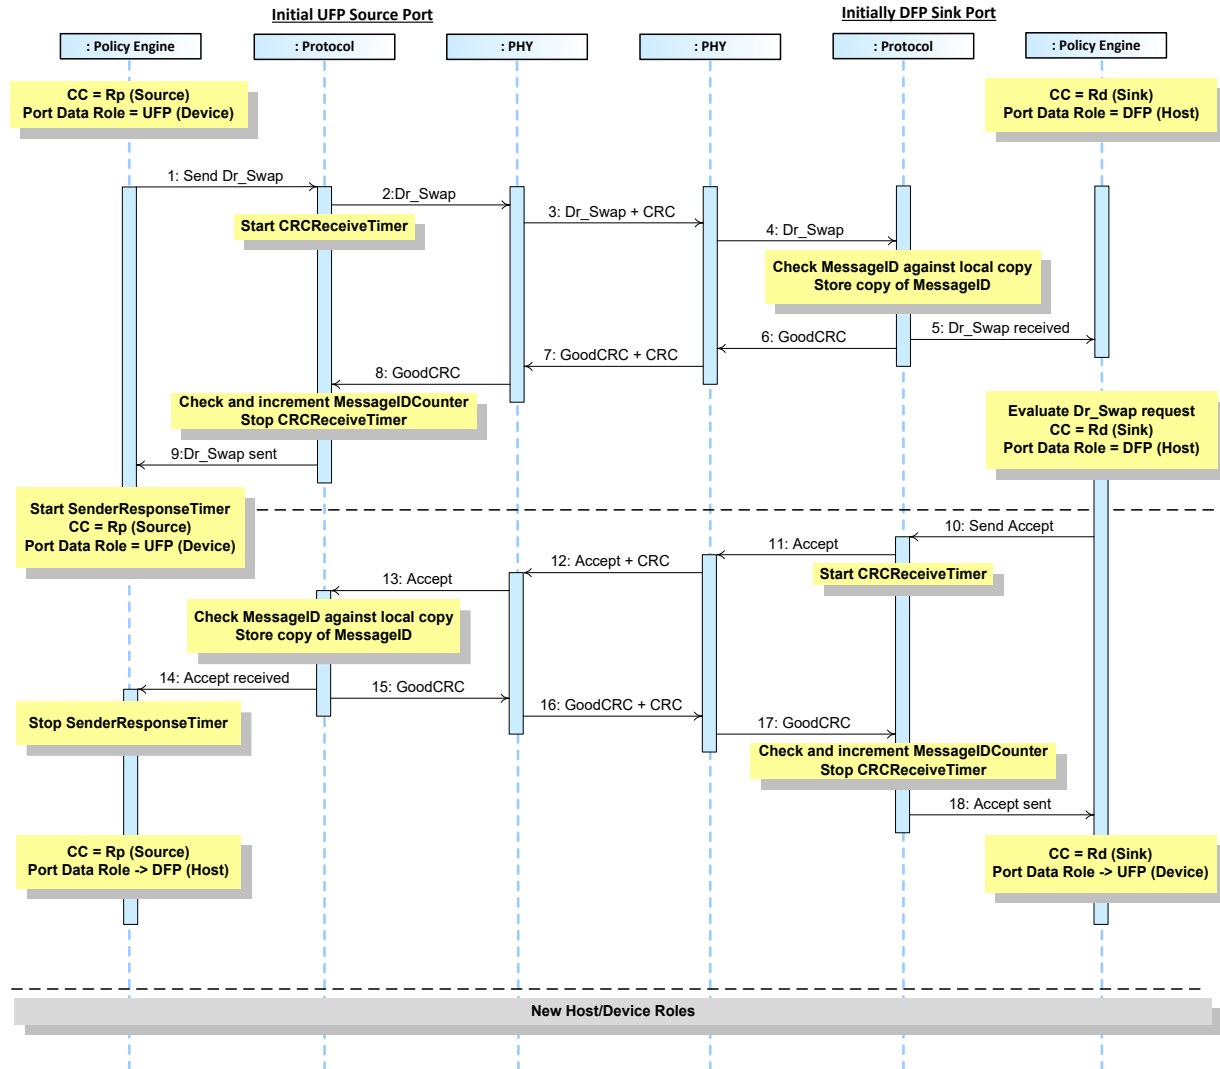 Initial UFP Source Port
Initially DFP Sink Port
: Policy Engine
: Protocol
: PHY
: PHY
: Protocol
: Policy Engine
CC = Rp (Source)
Port Data Role = UFP (Device)
CC = Rd (Sink)
Port Data Role = DFP (Host)
1: Send Dr_Swap
2:Dr_Swap
Start CRCReceiveTimer
3: Dr_Swap + CRC
4: Dr_Swap
Check MessageID against local copy
Store copy of MessageID
5: Dr_Swap received
6: GoodCRC
7: GoodCRC + CRC
8: GoodCRC
Check and increment MessageIDCounter
Stop CRCReceiveTimer
Evaluate Dr_Swap request
CC = Rd (Sink)
Port Data Role = DFP (Host)
9:Dr_Swap sent
Start SenderResponseTimer
CC = Rp (Source)
Port Data Role = UFP (Device)
10: Send Accept
11: Accept
Start CRCReceiveTimer
12: Accept + CRC
13: Accept
Check MessageID against local copy
Store copy of MessageID
14: Accept received
15: GoodCRC
Stop SenderResponseTimer
16: GoodCRC + CRC
17: GoodCRC
Check and increment MessageIDCounter
Stop CRCReceiveTimer
18: Accept sent
CC = Rp (Source)
Port Data Role -> DFP (Host)
CC = Rd (Sink)
Port Data Role -> UFP (Device)
New Host/Device Roles